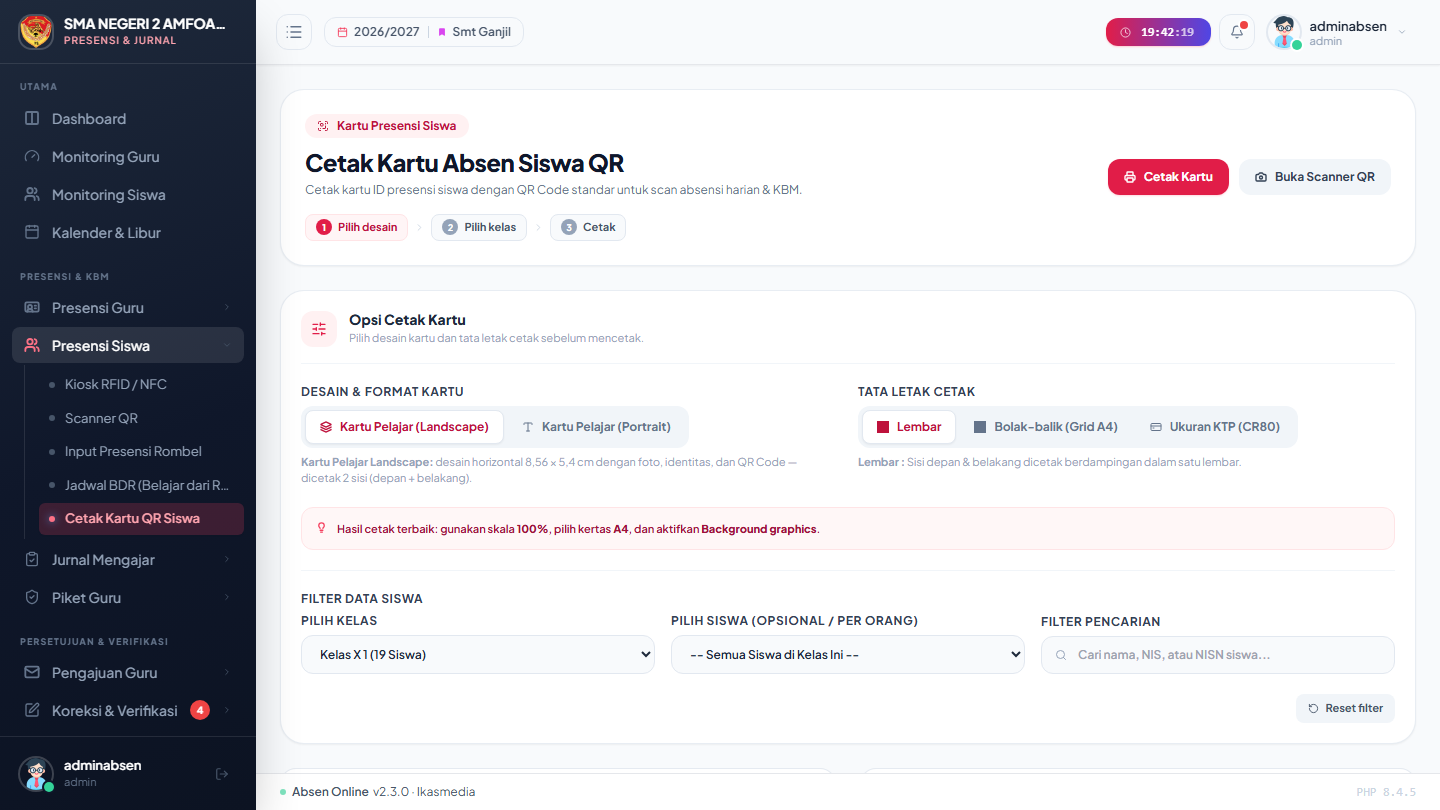 SMA NEGERI 2 AMFOA...
PRESENSI & JURNAL
UTAMA
Dashboard
Monitoring Guru
Monitoring Siswa
Kalender & Libur
PRESENSI & KBM
Presensi Guru
Presensi Siswa
Kiosk RFID / NFC
Scanner QR
Input Presensi Rombel
Jadwal BDR (Belajar dari R...
Cetak Kartu QR Siswa
Jurnal Mengajar
Piket Guru
PERSETUJUAN & VERIFIKASI
Pengajuan Guru
Koreksi & Verifikasi 4
adminabsen
admin
2026/2027 Smt Ganjil
19:42:19
adminabsen
admin
Kartu Presensi Siswa
Cetak Kartu Absen Siswa QR
Cetak kartu ID presensi siswa dengan QR Code standar untuk scan absensi harian & KBM.
1 Pilih desain 2 Pilih kelas 3 Cetak
Cetak Kartu Buka Scanner QR
Opsi Cetak Kartu
Pilih desain kartu dan tata letak cetak sebelum mencetak.
DESAIN & FORMAT KARTU
Kartu Pelajar (Landscape) Kartu Pelajar (Portrait)
Kartu Pelajar Landscape: desain horizontal 8,56 × 5,4 cm dengan foto, identitas, dan QR Code —
dicetak 2 sisi (depan + belakang).
TATA LETAK CETAK
Lembar Bolak-balik (Grid A4) Ukuran KTP (CR80)
Lembar : Sisi depan & belakang dicetak berdampingan dalam satu lembar.
Hasil cetak terbaik: gunakan skala 100%, pilih kertas A4, dan aktifkan Background graphics.
FILTER DATA SISWA
PILIH KELAS
Kelas X 1 (19 Siswa)
PILIH SISWA (OPSIONAL / PER ORANG)
-- Semua Siswa di Kelas Ini --
FILTER PENCARIAN
Cari nama, NIS, atau NISN siswa...
Reset filter
Absen Online v2.3.0 · Ikasmedia
PHP 8.4.5